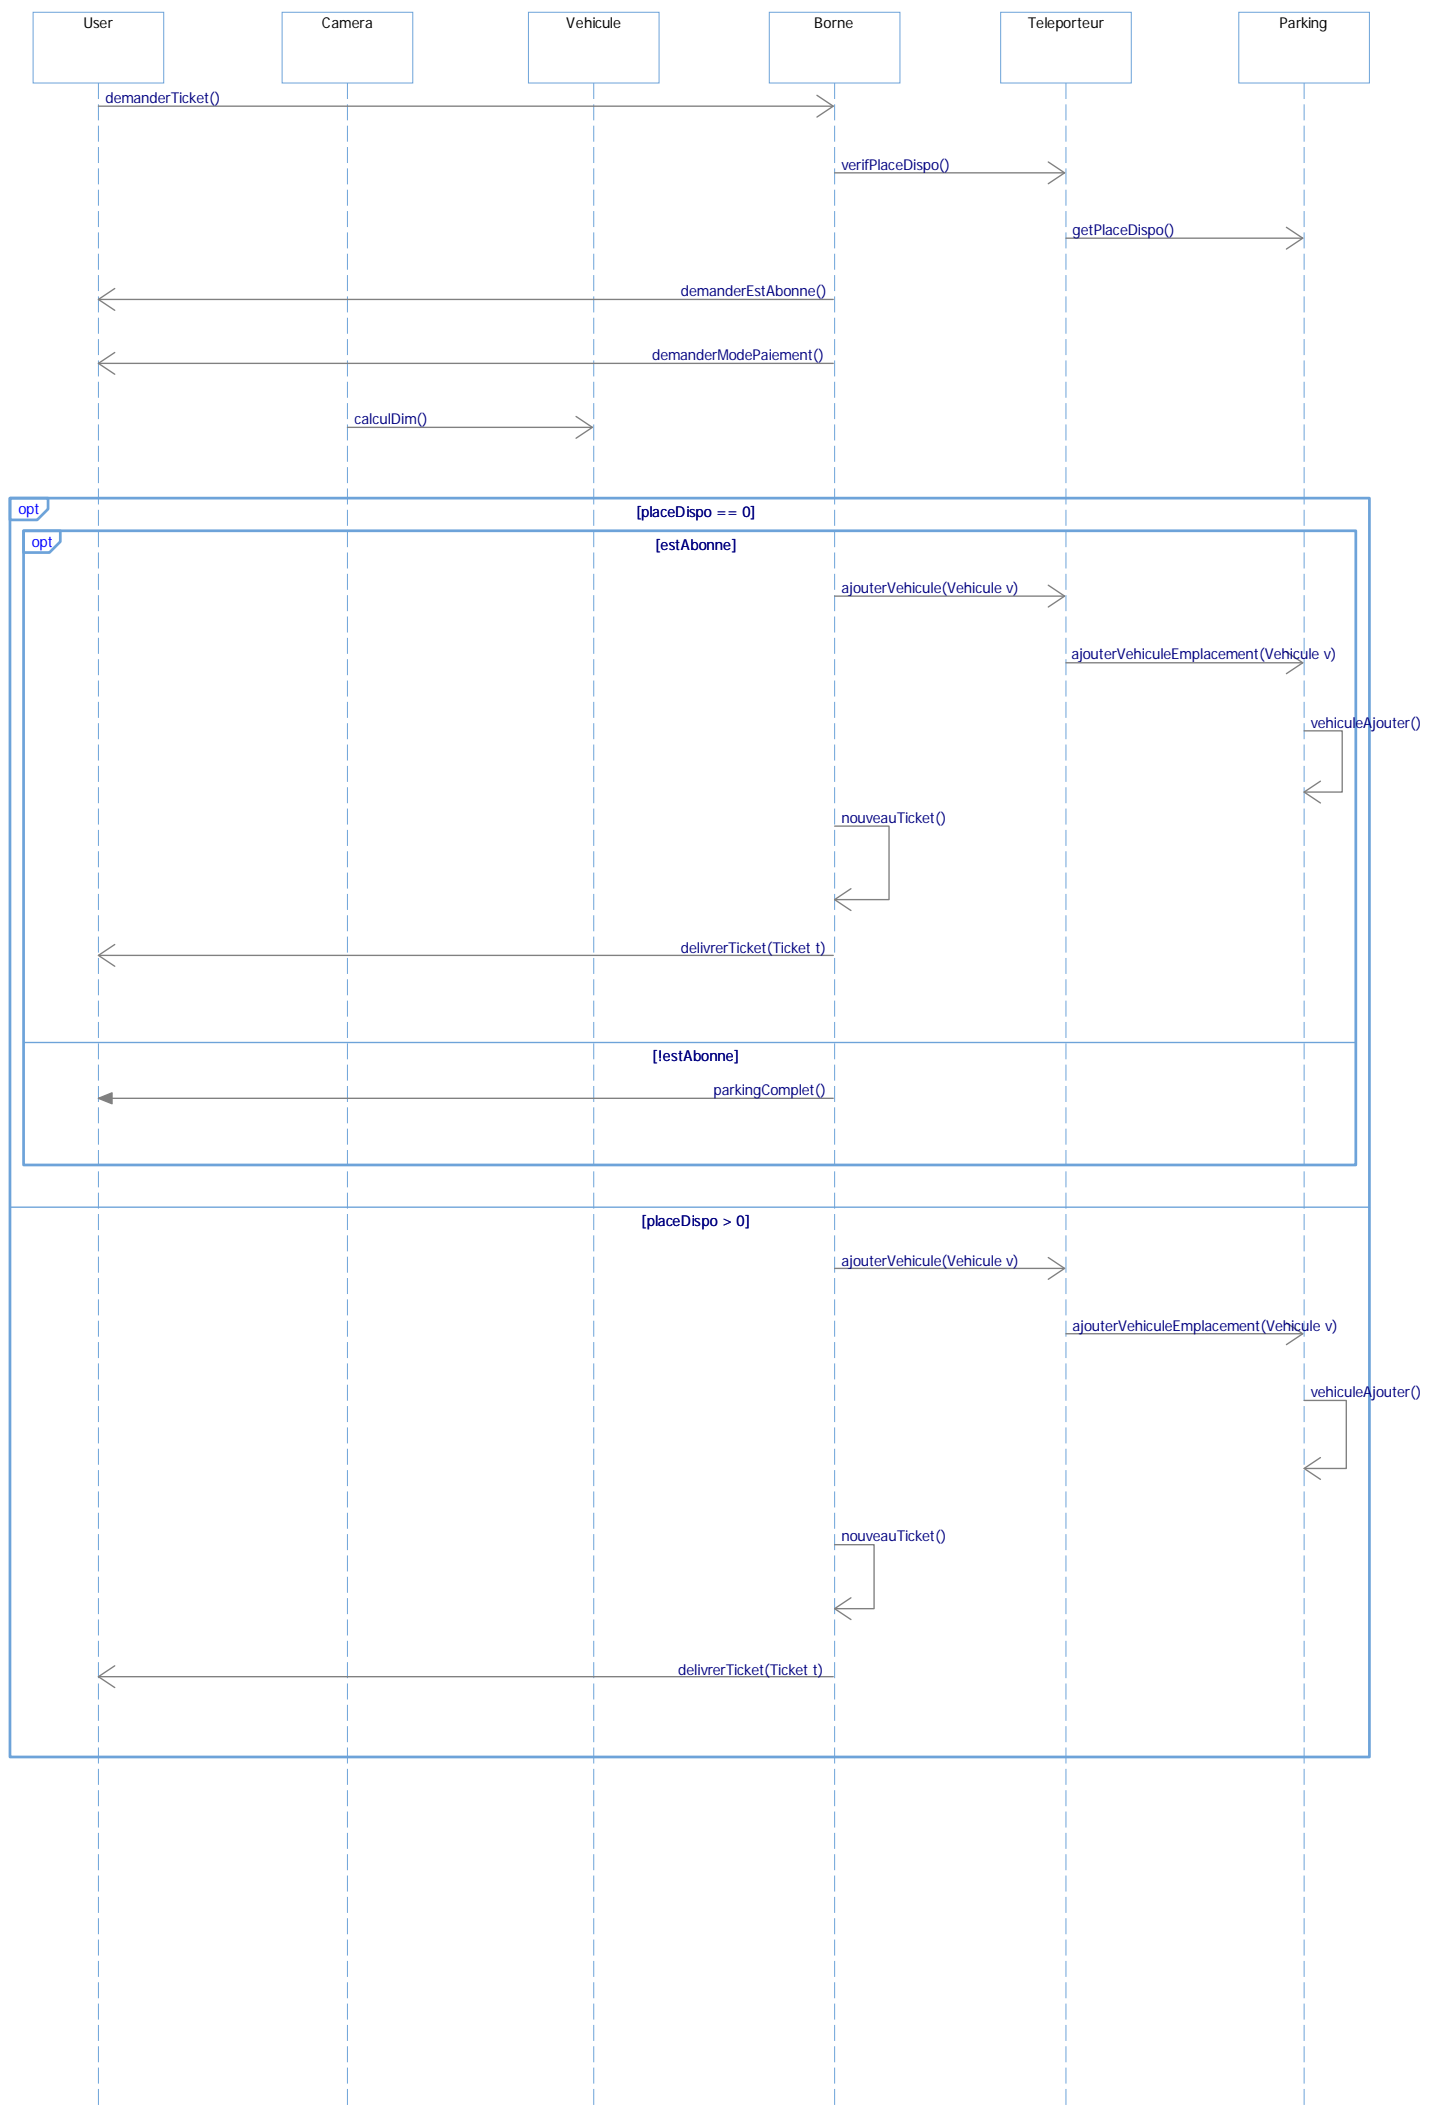 User
Camera
Vehicule
Borne
Teleporteur
Parking
demanderTicket()
verifPlaceDispo()
getPlaceDispo()
demanderEstAbonne()
demanderModePaiement()
calculDim()
opt
[placeDispo == 0]
opt
[estAbonne]
ajouterVehicule(Vehicule v)
ajouterVehiculeEmplacement(Vehicule v)
vehiculeAjouter()
nouveauTicket()
delivrerTicket(Ticket t)
[!estAbonne]
parkingComplet()
[placeDispo > 0]
ajouterVehicule(Vehicule v)
ajouterVehiculeEmplacement(Vehicule v)
vehiculeAjouter()
nouveauTicket()
delivrerTicket(Ticket t)